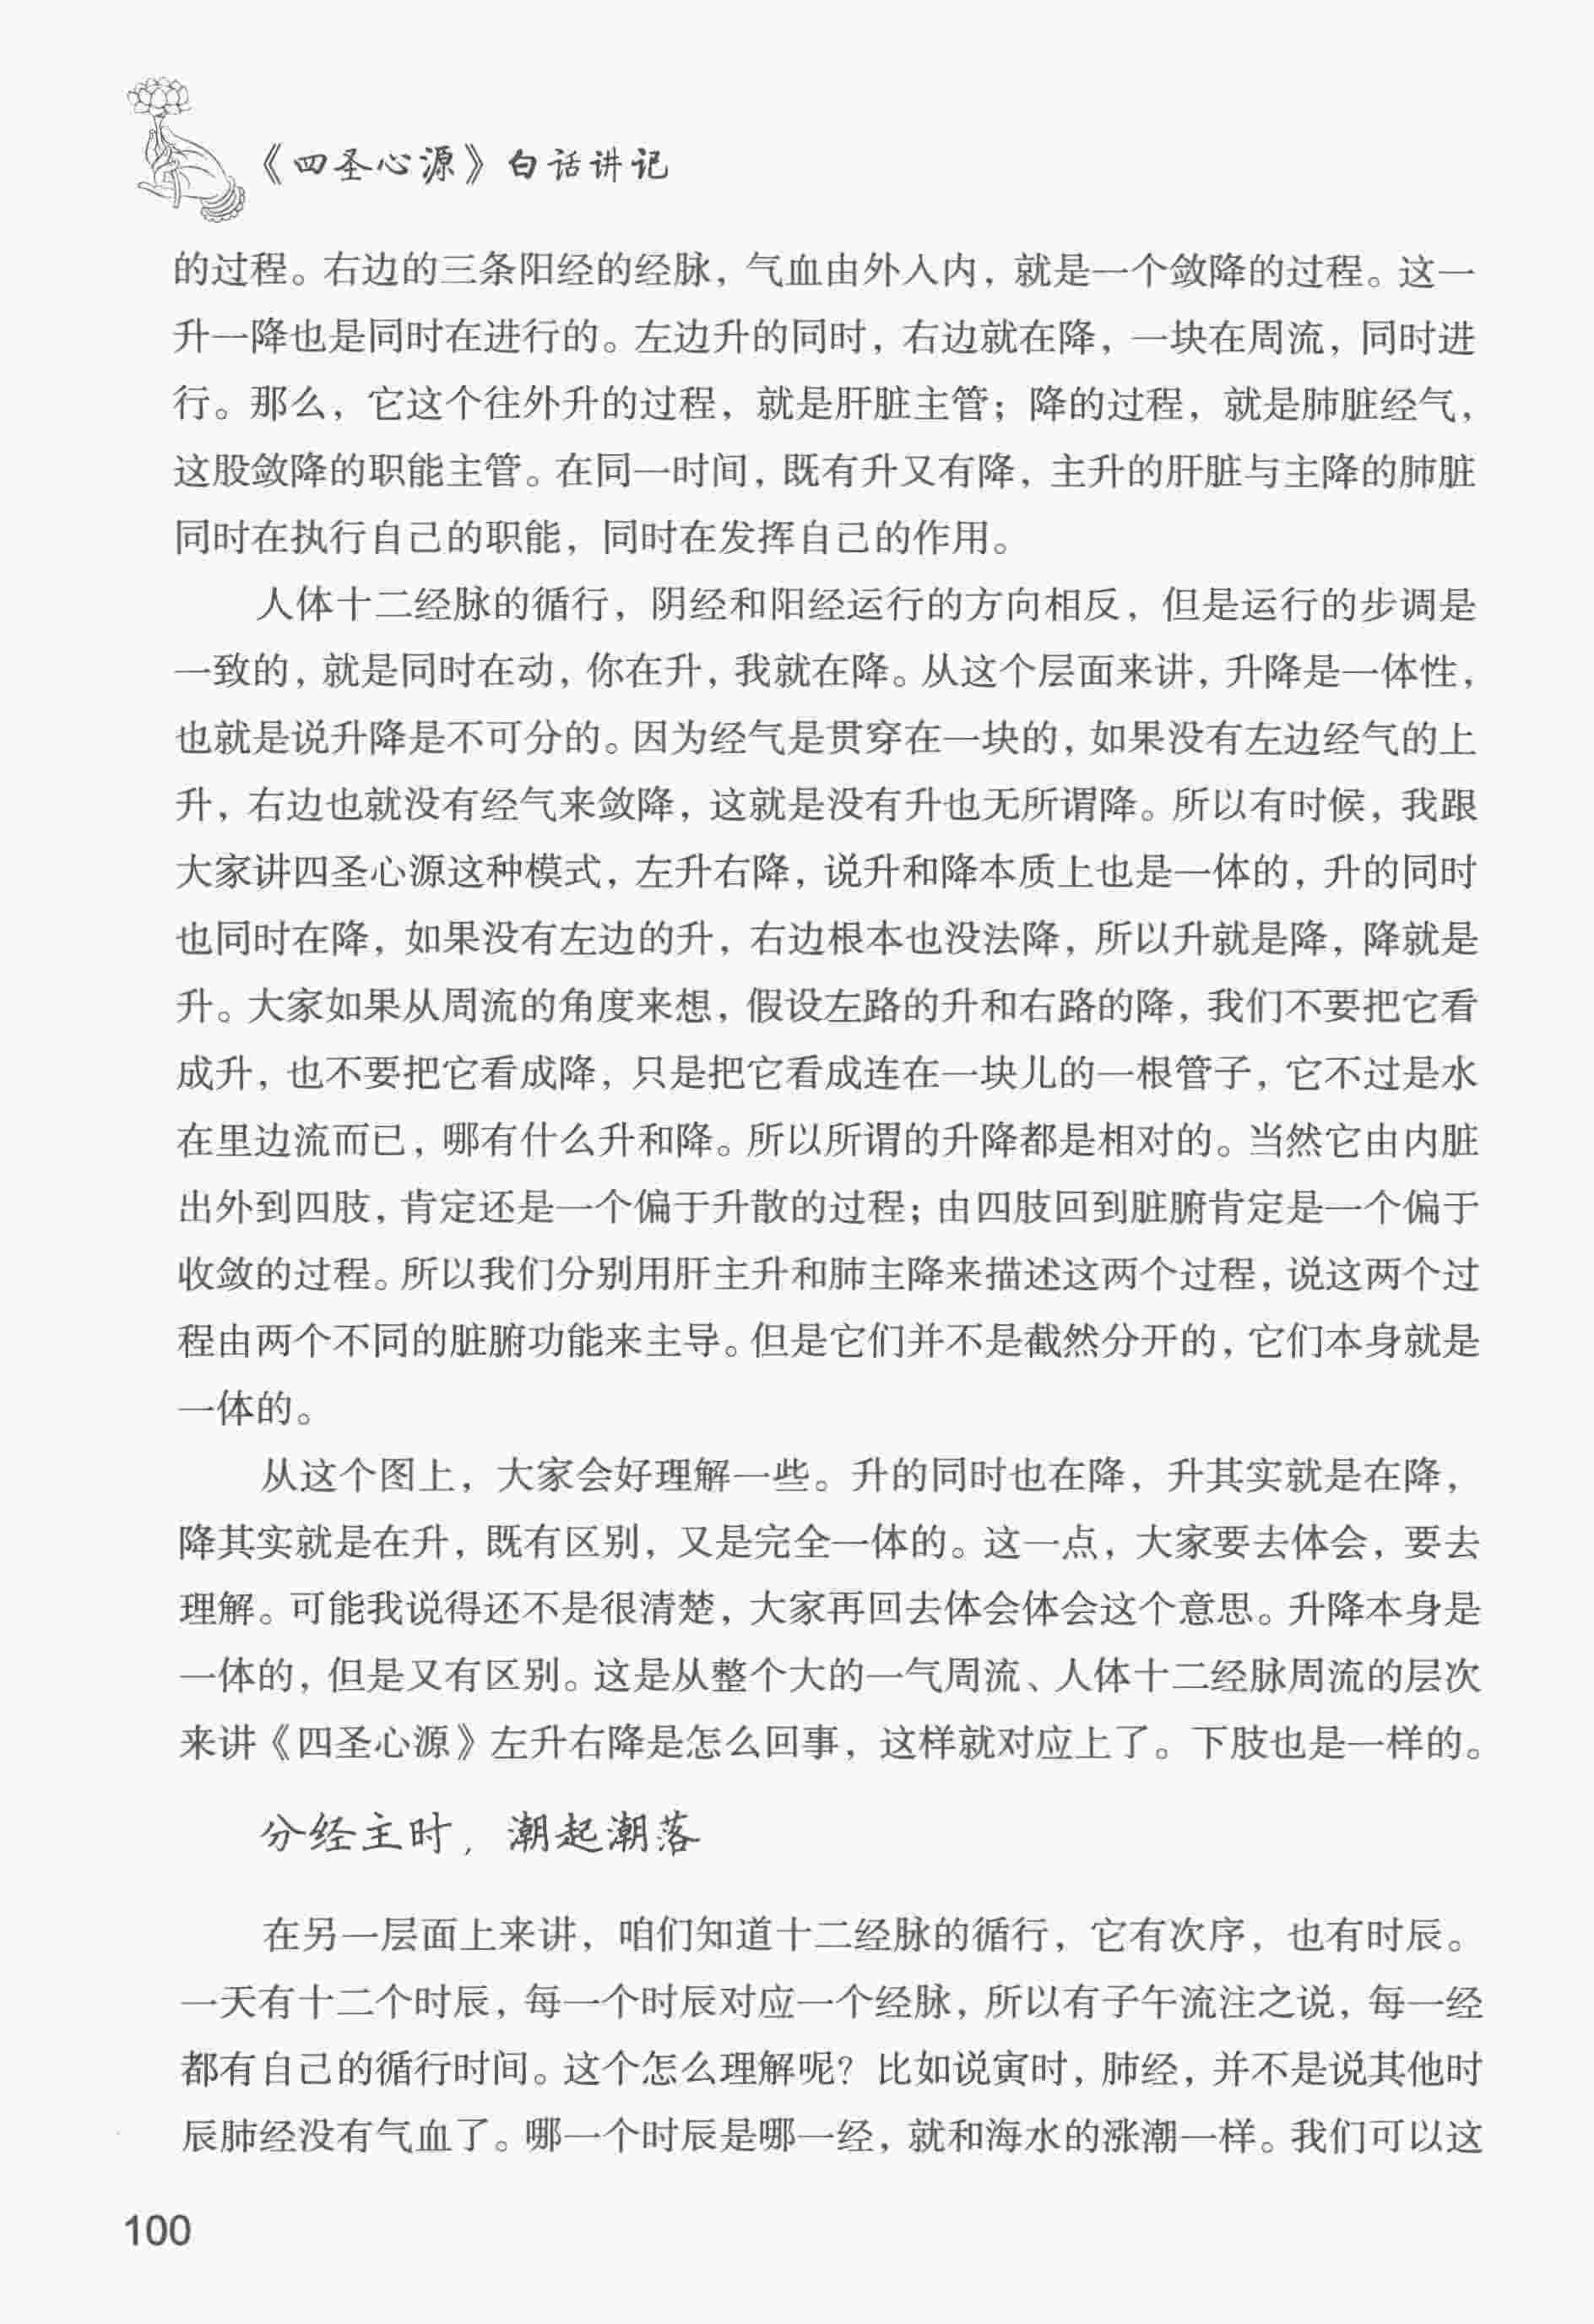 《四圣心源》白话讲记
的过程。右边的三条阳经的经脉，气血由外入内，就是一个敛降的过程。这一
升一降也是同时在进行的。左边升的同时，右边就在降，一块在周流，同时进
行。那么，它这个往外升的过程，就是肝脏主管；降的过程，就是肺脏经气，
这股敛降的职能主管。在同一时间，既有升又有降，主升的肝脏与主降的肺脏
同时在执行自己的职能，同时在发挥自己的作用。
人体十二经脉的循行，阴经和阳经运行的方向相反，但是运行的步调是
一致的，就是同时在动，你在升，我就在降。从这个层面来讲，升降是一体性，
也就是说升降是不可分的。因为经气是贯穿在一块的，如果没有左边经气的上
升，右边也就没有经气来敛降，这就是没有升也无所谓降。所以有时候，我跟
大家讲四圣心源这种模式，左升右降，说升和降本质上也是一体的，升的同时
也同时在降，如果没有左边的升，右边根本也没法降，所以升就是降，降就是
升。大家如果从周流的角度来想，假设左路的升和右路的降，我们不要把它看
成升，也不要把它看成降，只是把它看成连在一块儿的一根管子，它不过是水
在里边流而已，哪有什么升和降。所以所谓的升降都是相对的。当然它由内脏
出外到四肢，肯定还是一个偏于升散的过程；由四肢回到脏腑肯定是一个偏于
收敛的过程。所以我们分别用肝主升和肺主降来描述这两个过程，说这两个过
程由两个不同的脏腑功能来主导。但是它们并不是截然分开的，它们本身就是
一体的。
从这个图上，大家会好理解一些。升的同时也在降，升其实就是在降，
降其实就是在升，既有区别，又是完全一体的。这一点，大家要去体会，要去
理解。可能我说得还不是很清楚，大家再回去体会体会这个意思。升降本身是
一体的，但是又有区别。这是从整个大的一气周流、人体十二经脉周流的层次
来讲《四圣心源》左升右降是怎么回事，这样就对应上了。下肢也是一样的。
分经主时，潮起潮落
在另一层面上来讲，咱们知道十二经脉的循行，它有次序，也有时辰。
一天有十二个时辰，每一个时辰对应一个经脉，所以有子午流注之说，每一经
都有自己的循行时间。这个怎么理解呢？比如说寅时，肺经，并不是说其他时
辰肺经没有气血了。哪一个时辰是哪一经，就和海水的涨潮一样。我们可以这
100